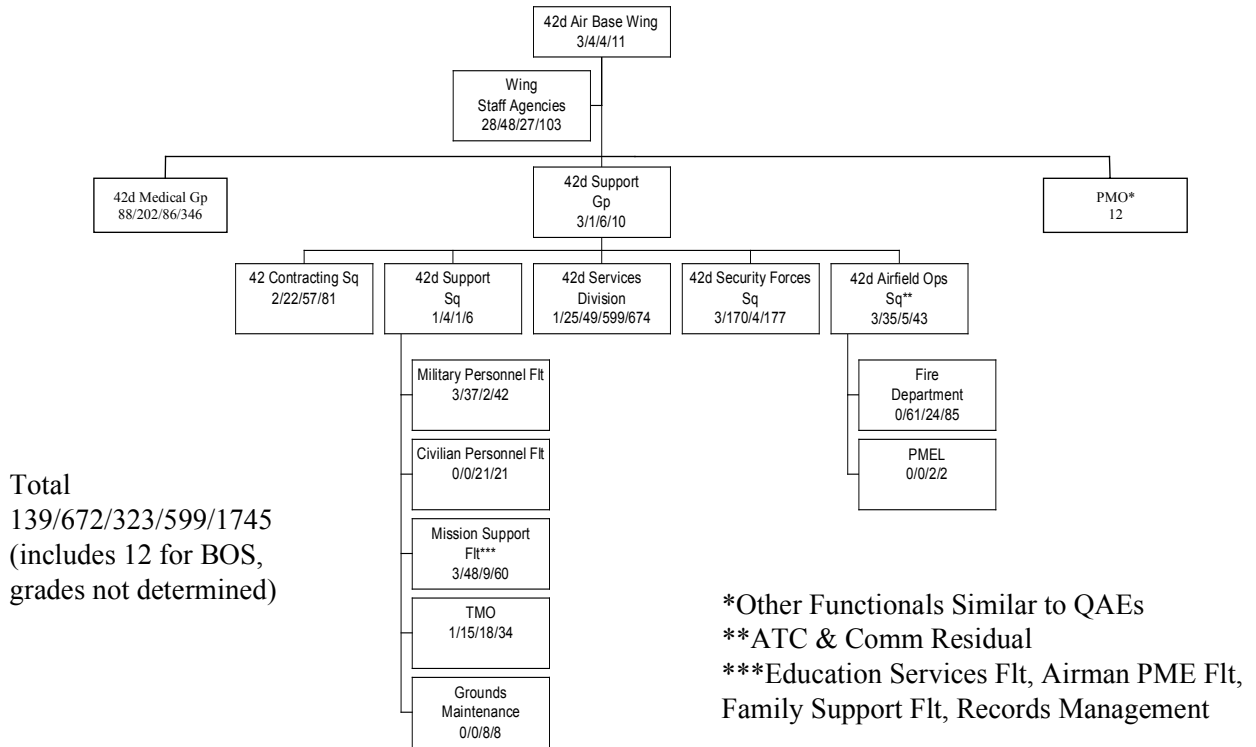 42d Air Base Wing
3/4/4/11
Wing
Staff Agencies
28/48/27/103
42d Medical Gp
88/202/86/346
42d Support
Gp
3/1/6/10
PMO*
12
42 Contracting Sq
2/22/57/81
42d Support
Sq
1/4/1/6
42d Services
Division
1/25/49/599/674
42d Security Forces
Sq
3/170/4/177
42d Airfield Ops
Sq**
3/35/5/43
Military Personnel Flt
3/37/2/42
Civilian Personnel Flt
0/0/21/21
Mission Support
Flt***
3/48/9/60
TMO
1/15/18/34
Grounds
Maintenance
0/0/8/8
Fire
Department
0/61/24/85
PMEL
0/0/2/2
Total
139/672/323/599/1745
(includes 12 for BOS,
grades not determined)
*Other Functionals Similar to QAEs
**ATC & Comm Residual
***Education Services Flt, Airman PME Flt,
Family Support Flt, Records Management